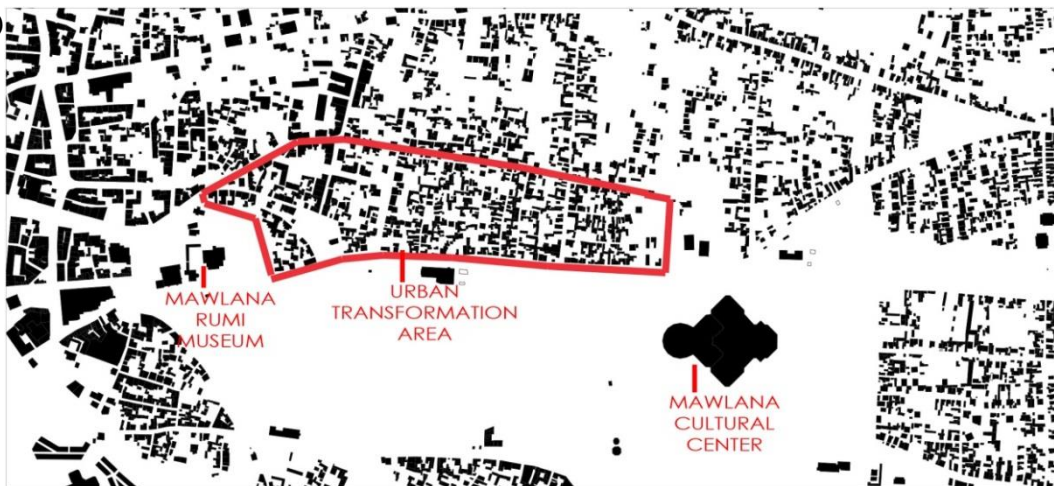 MAWLANA
RUMI
MUSEUM
URBAN
TRANSFORMATION
AREA
MAWLANA
CULTURAL
CENTER